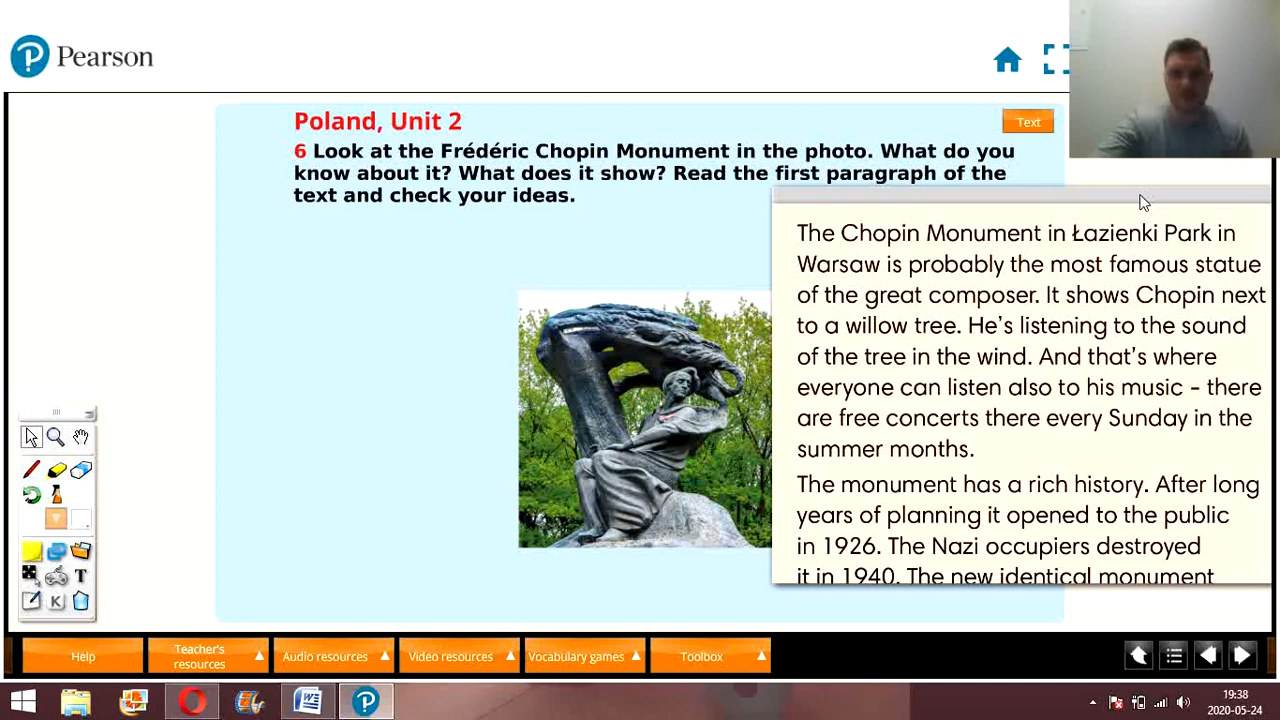 Pearson
Poland, Unit 2
Text
6 Look at the Frédéric Chopin Monument in the photo. What do you
know about it? What does it show? Read the first paragraph of the
text and check your ideas.
The Chopin Monument in Łazienki Park in
Warsaw is probably the most famous statue
of the great composer. It shows Chopin next
to a willow tree. He's listening to the sound
of the tree in the wind. And that's where
everyone can listen also to his music - there
are free concerts there every Sunday in the
summer months.
The monument has a rich history. After long
years of planning it opened to the public
in 1926. The Nazi occupiers destroyed
it in 1940. The new identical monument
T
K
Help
Teacher's
resources
Audio resources
Video resources
Vocabulary games
Toolbox
19:38
2020-05-24